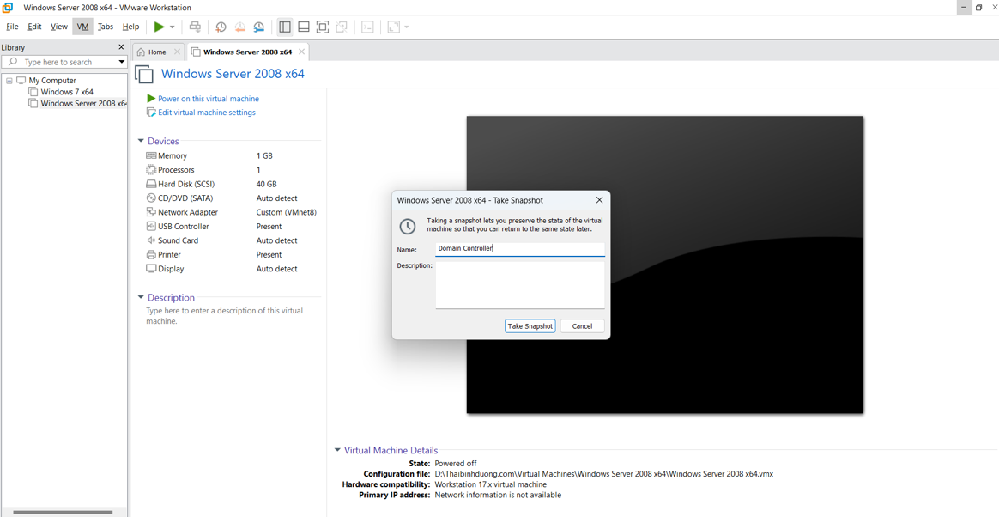 Windows Server 2008 x64 - VMware Workstation
File Edit View VM Tabs Help
Library
Type here to search
My Computer
Windows 7 x64
Windows Server 2008 x64
Home
Windows Server 2008 x64
Windows Server 2008 x64
Power on this virtual machine
Edit virtual machine settings
Devices
Memory 1 GB
Processors 1
Hard Disk (SCSI) 40 GB
CD/DVD (SATA) Auto detect
Network Adapter Custom (VMnet8)
USB Controller Present
Sound Card Auto detect
Printer Present
Display Auto detect
Description
Type here to enter a description of this virtual
machine.
Windows Server 2008 x64 - Take Snapshot
Taking a snapshot lets you preserve the state of the virtual
machine so that you can return to the same state later.
Name: Domain Controller
Description:
Take Snapshot Cancel
Virtual Machine Details
State: Powered off
Configuration file: D:\Thaibinhduong.com\Virtual Machines\Windows Server 2008 x64\Windows Server 2008 x64.vmx
Hardware compatibility: Workstation 17.x virtual machine
Primary IP address: Network information is not available